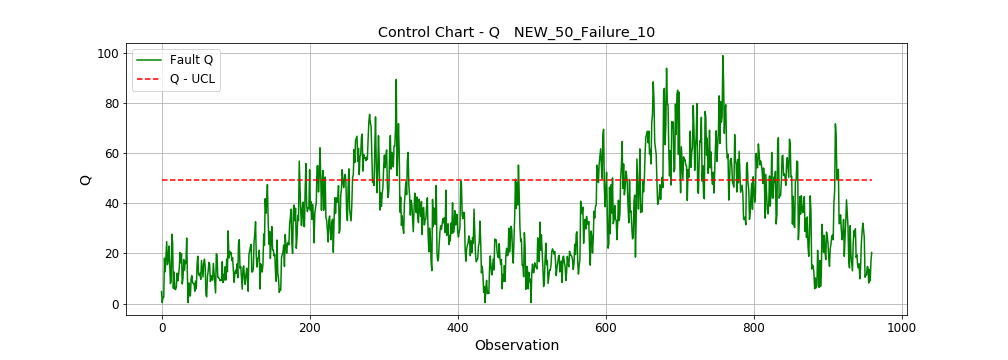 Control Chart - Q   NEW_50_Failure_10
Fault Q
Q - UCL
100
80
60
40
20
0
Q
0 200 400 600 800 1000
Observation